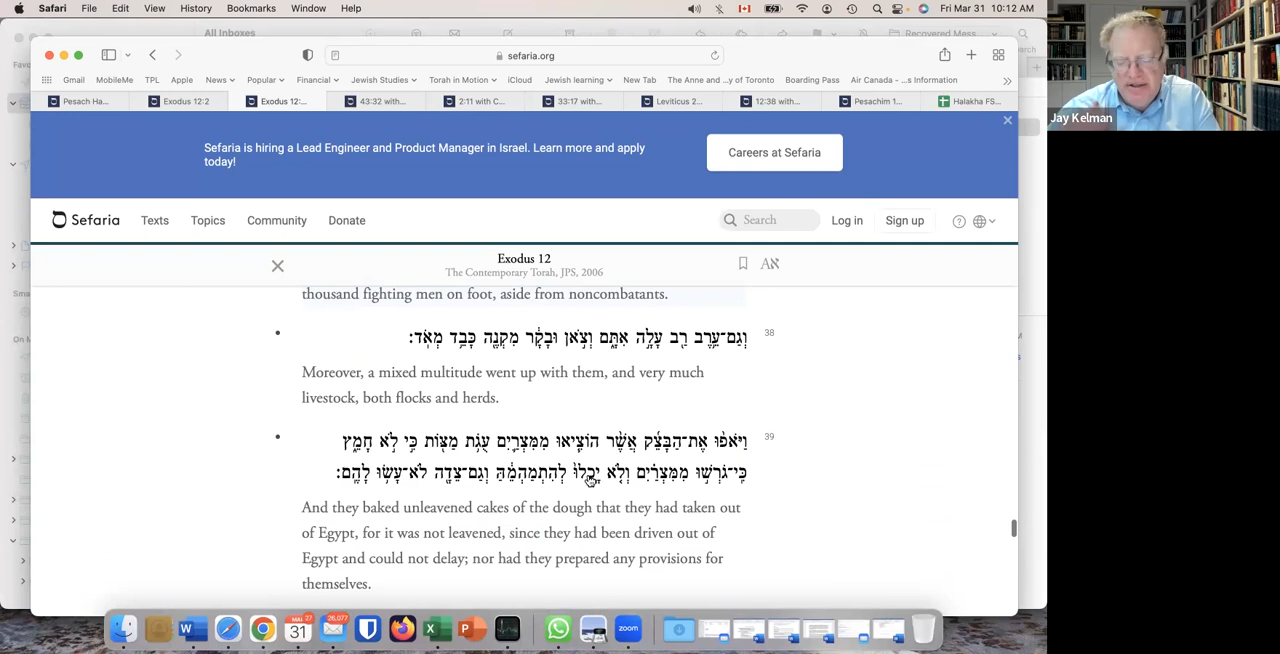 Safari File Edit View History Bookmarks Window Help
Fri Mar 31 10:12 AM
All Inboxes
Recovered Mess...
sefaria.org
Gmail MobileMe TPL Apple News Popular Financial Jewish Studies Torah in Motion iCloud Jewish learning New Tab The Anne and ...y of Toronto Boarding Pass Air Canada - ...s Information
Pesach Ha... Exodus 12:2 Exodus 12:... 43:32 with... 2:11 with C... 33:17 with... Leviticus 2... 12:38 with... Pesachim 1... Halakha FS...
Sefaria is hiring a Lead Engineer and Product Manager in Israel. Learn more and apply
today!
Careers at Sefaria
Jay Kelman
Sefaria Texts Topics Community Donate Search Log in Sign up
Exodus 12
The Contemporary Torah, JPS, 2006
thousand fighting men on foot, aside from noncombatants.
38
וְגַם־עֵ֥רֶב רַ֖ב עָלָ֣ה אִתָּ֑ם וְצֹ֣אן וּבָקָ֔ר מִקְנֶ֖ה כָּבֵ֥ד מְאֹֽד׃
Moreover, a mixed multitude went up with them, and very much
livestock, both flocks and herds.
39
וַיֹּאפ֨וּ אֶת־הַבָּצֵ֜ק אֲשֶׁ֨ר הוֹצִ֧יאוּ מִמִּצְרַ֛יִם עֻגֹ֥ת מַצּ֖וֹת כִּ֣י לֹ֣א חָמֵ֑ץ
כִּֽי־גֹרְשׁ֣וּ מִמִּצְרַ֗יִם וְלֹ֤א יָֽכְלוּ֙ לְהִתְמַהְמֵ֔הַּ וְגַם־צֵדָ֖ה לֹא־עָשׂ֥וּ לָהֶֽם׃
And they baked unleavened cakes of the dough that they had taken out
of Egypt, for it was not leavened, since they had been driven out of
Egypt and could not delay; nor had they prepared any provisions for
themselves.
31
26,077
zoom